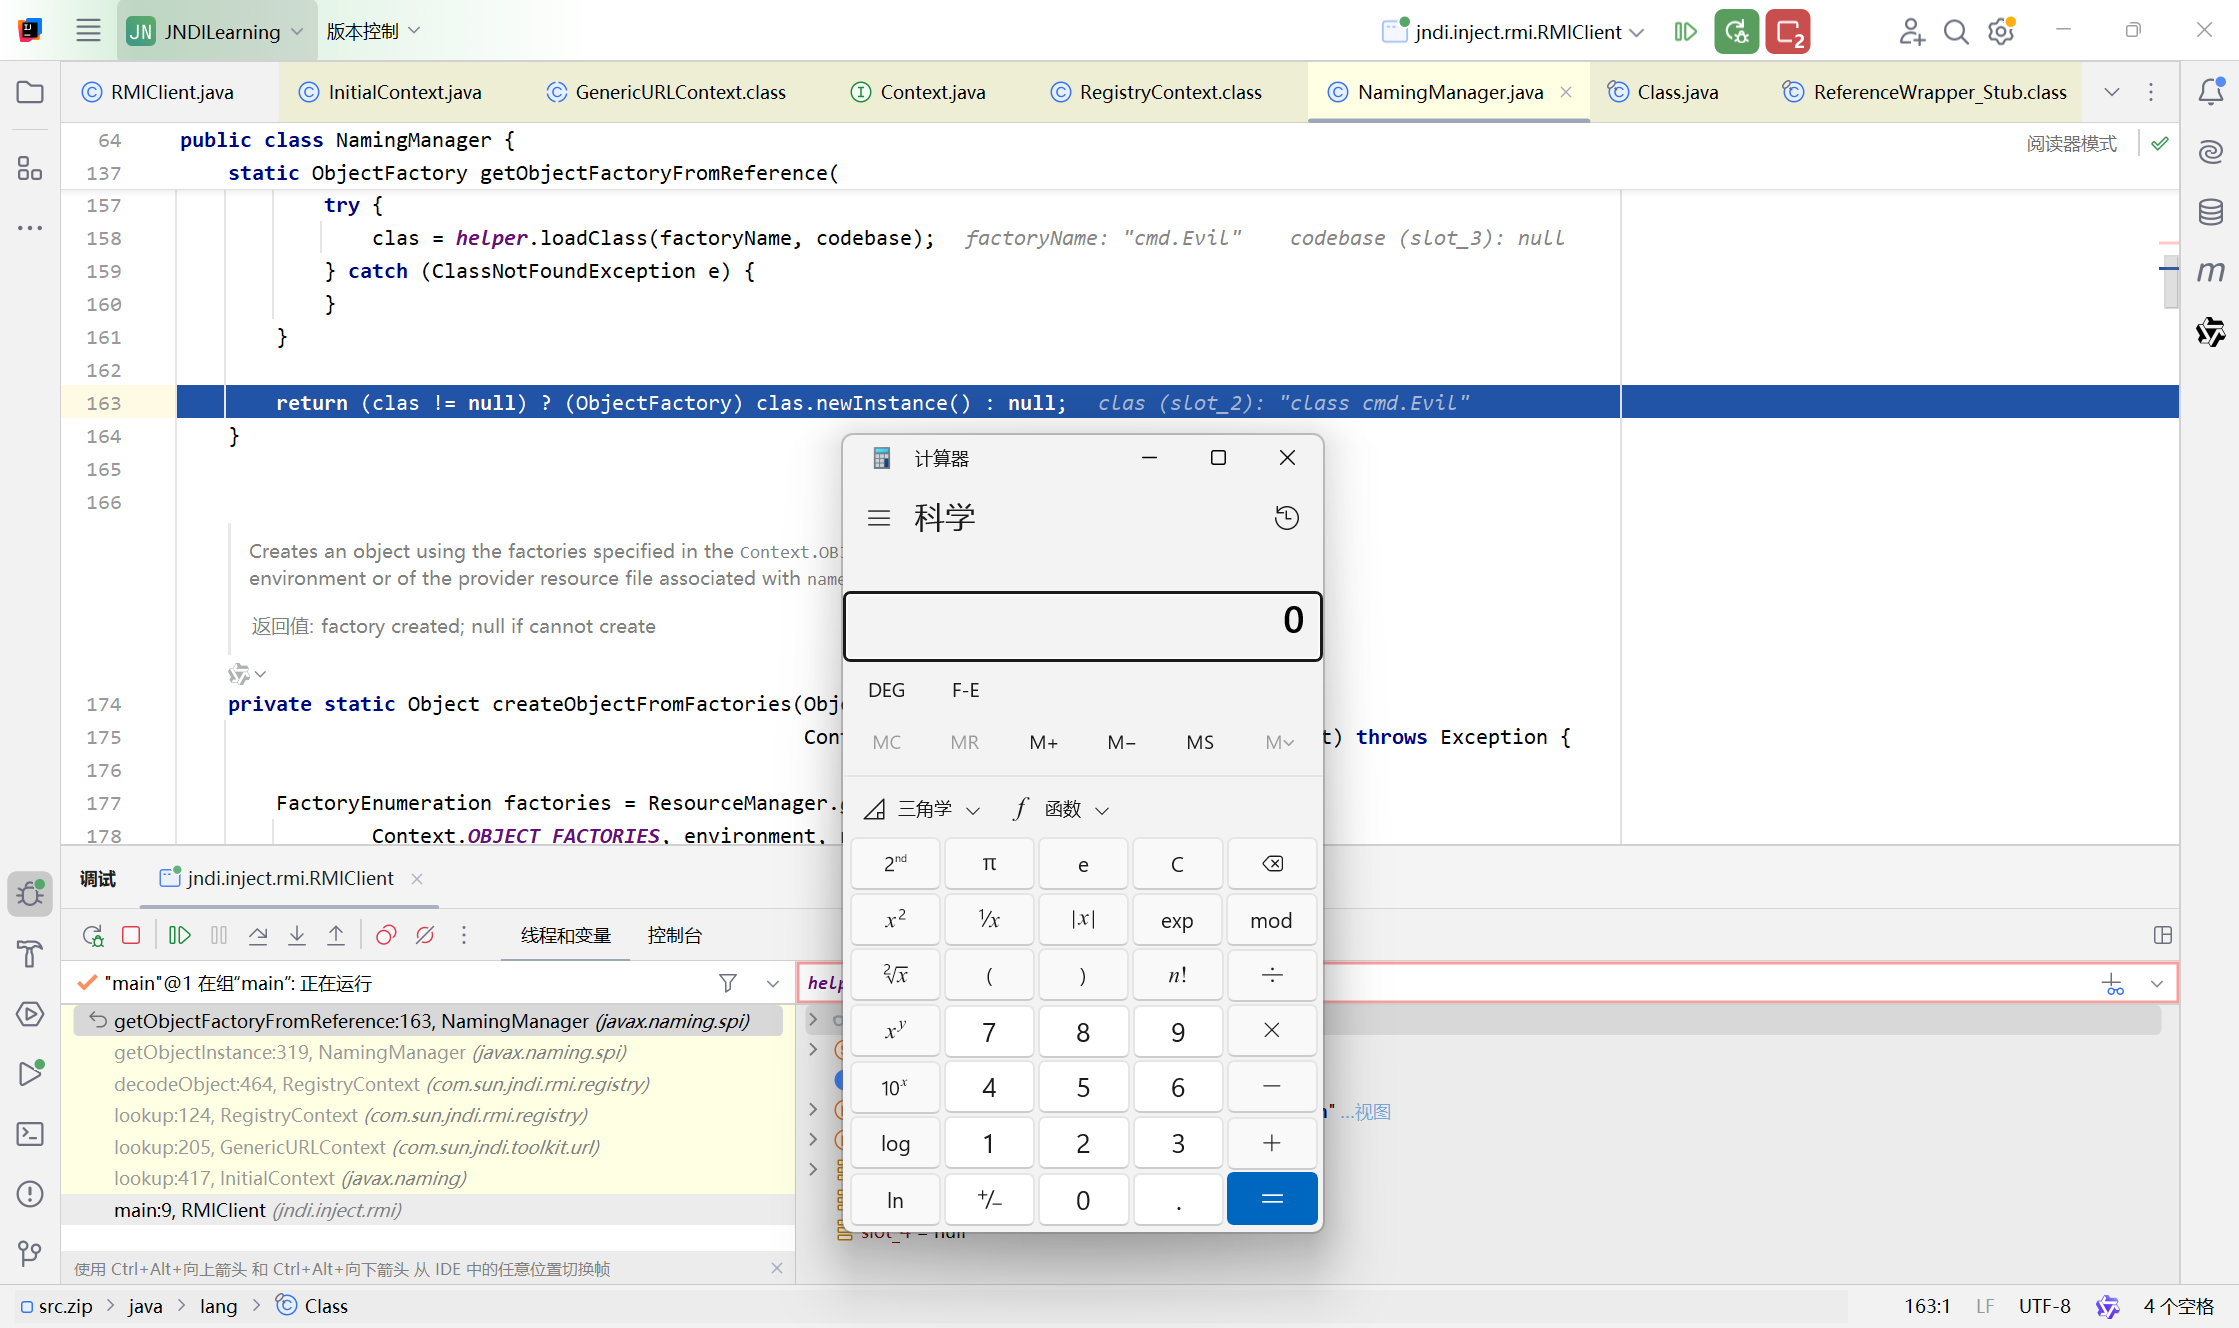 JN JNDILearning 版本控制 jndi.inject.rmi.RMIClient 2
RMIClient.java InitialContext.java GenericURLContext.class Context.java RegistryContext.class NamingManager.java Class.java ReferenceWrapper_Stub.class
64 public class NamingManager { 阅读器模式
137 static ObjectFactory getObjectFactoryFromReference(
157 try {
158 clas = helper.loadClass(factoryName, codebase); factoryName: "cmd.Evil" codebase (slot_3): null
159 } catch (ClassNotFoundException e) {
160 }
161 }
162
163 return (clas != null) ? (ObjectFactory) clas.newInstance() : null; clas (slot_2): "class cmd.Evil"
164 }
165
166
Creates an object using the factories specified in the Context.OB
environment or of the provider resource file associated with name
返回值: factory created; null if cannot create
174 private static Object createObjectFromFactories(Obj
175 Con t) throws Exception {
176
177 FactoryEnumeration factories = ResourceManager.
178 Context.OBJECT_FACTORIES, environment,
计算器
科学
0
DEG F-E
MC MR M+ M− MS M
三角学 f 函数
2nd π e C
x2 1/x |x| exp mod
2√x ( ) n! ÷
xy 7 8 9 ×
10x 4 5 6 −
log 1 2 3 +
ln +/− 0 . =
调试 jndi.inject.rmi.RMIClient
线程和变量 控制台
"main"@1 在组“main”: 正在运行
help
getObjectFactoryFromReference:163, NamingManager (javax.naming.spi)
getObjectInstance:319, NamingManager (javax.naming.spi)
decodeObject:464, RegistryContext (com.sun.jndi.rmi.registry)
lookup:124, RegistryContext (com.sun.jndi.rmi.registry)
" ...视图
lookup:205, GenericURLContext (com.sun.jndi.toolkit.url)
lookup:417, InitialContext (javax.naming)
main:9, RMIClient (jndi.inject.rmi)
slot_4 = null
使用 Ctrl+Alt+向上箭头 和 Ctrl+Alt+向下箭头 从 IDE 中的任意位置切换帧
src.zip java lang Class 163:1 LF UTF-8 4 个空格
m